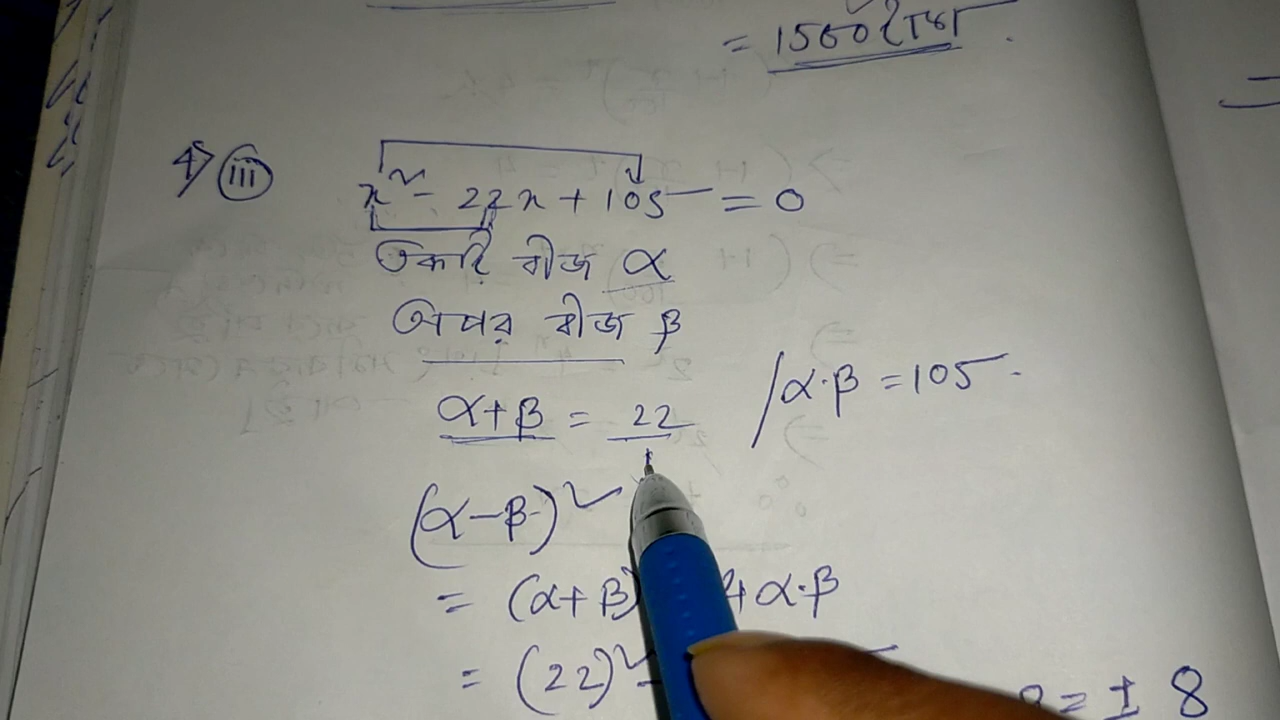 = 1560 টাকা .
4) (iii)
x² - 22x + 105 = 0
একটি বীজ α
অপর বীজ β
α+β = 22 / α·β = 105 .
(α-β)²
= (α+β) 4α·β
= (22)² -
= ± 8